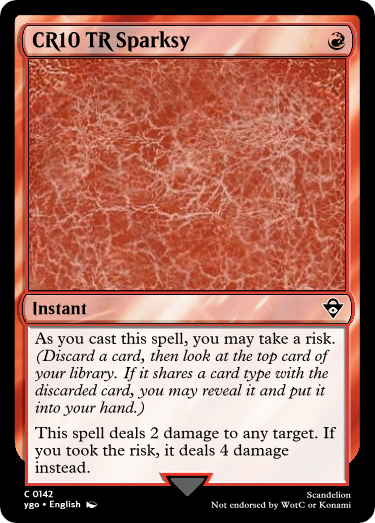 CR10 TR Sparksy
Instant
As you cast this spell, you may take a risk.
(Discard a card, then look at the top card of
your library. If it shares a card type with the
discarded card, you may reveal it and put it
into your hand.)
This spell deals 2 damage to any target. If
you took the risk, it deals 4 damage
instead.
C 0142
ygo • English
Scandelion
Not endorsed by WotC or Konami